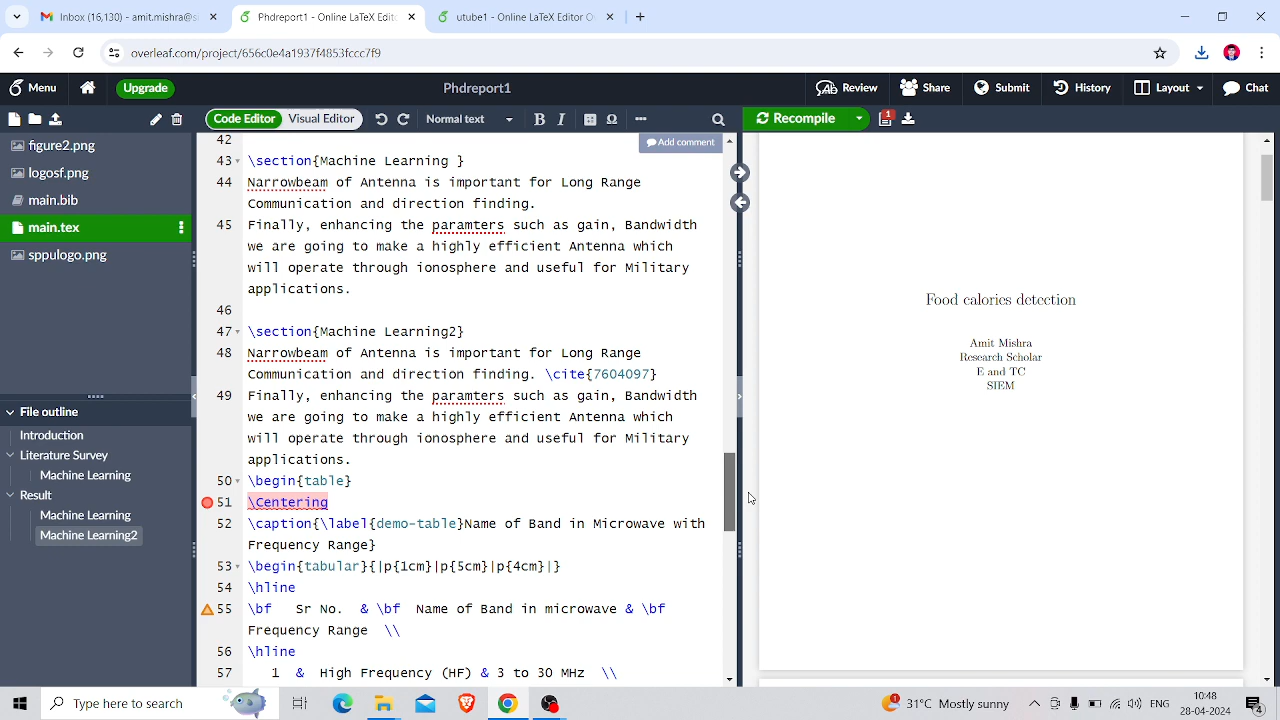 Inbox (16,130) - amit.mishra@s
Phdreport1 - Online LaTeX Editor
utube1 - Online LaTeX Editor O
overleaf.com/project/656c0e4a1937f4853fccc7f9
Menu
Upgrade
Phdreport1
Review
Share
Submit
History
Layout
Chat
Code Editor
Visual Editor
Normal text
B
I
Ω
Recompile
1
figure2.png
log_sf.png
main.bib
main.tex
sppulogo.png
File outline
Introduction
Literature Survey
Machine Learning
Result
Machine Learning
Machine Learning2
Add comment
42
43 \section{Machine Learning }
44 Narrowbeam of Antenna is important for Long Range
Communication and direction finding.
45 Finally, enhancing the paramters such as gain, Bandwidth
we are going to make a highly efficient Antenna which
will operate through ionosphere and useful for Military
applications.
46
47 \section{Machine Learning2}
48 Narrowbeam of Antenna is important for Long Range
Communication and direction finding. \cite{7604097}
49 Finally, enhancing the paramters such as gain, Bandwidth
we are going to make a highly efficient Antenna which
will operate through ionosphere and useful for Military
applications.
50 \begin{table}
51 \Centering
52 \caption{\label{demo-table}Name of Band in Microwave with
Frequency Range}
53 \begin{tabular}{|p{1cm}|p{5cm}|p{4cm}|}
54 \hline
55 \bf Sr No. & \bf Name of Band in microwave & \bf
Frequency Range \\
56 \hline
57 1 & High Frequency (HF) & 3 to 30 MHz \\
Food calories detection
Amit Mishra
Research Scholar
E and TC
SIEM
Type here to search
31°C Mostly sunny
ENG
10:48
28-04-2024
4